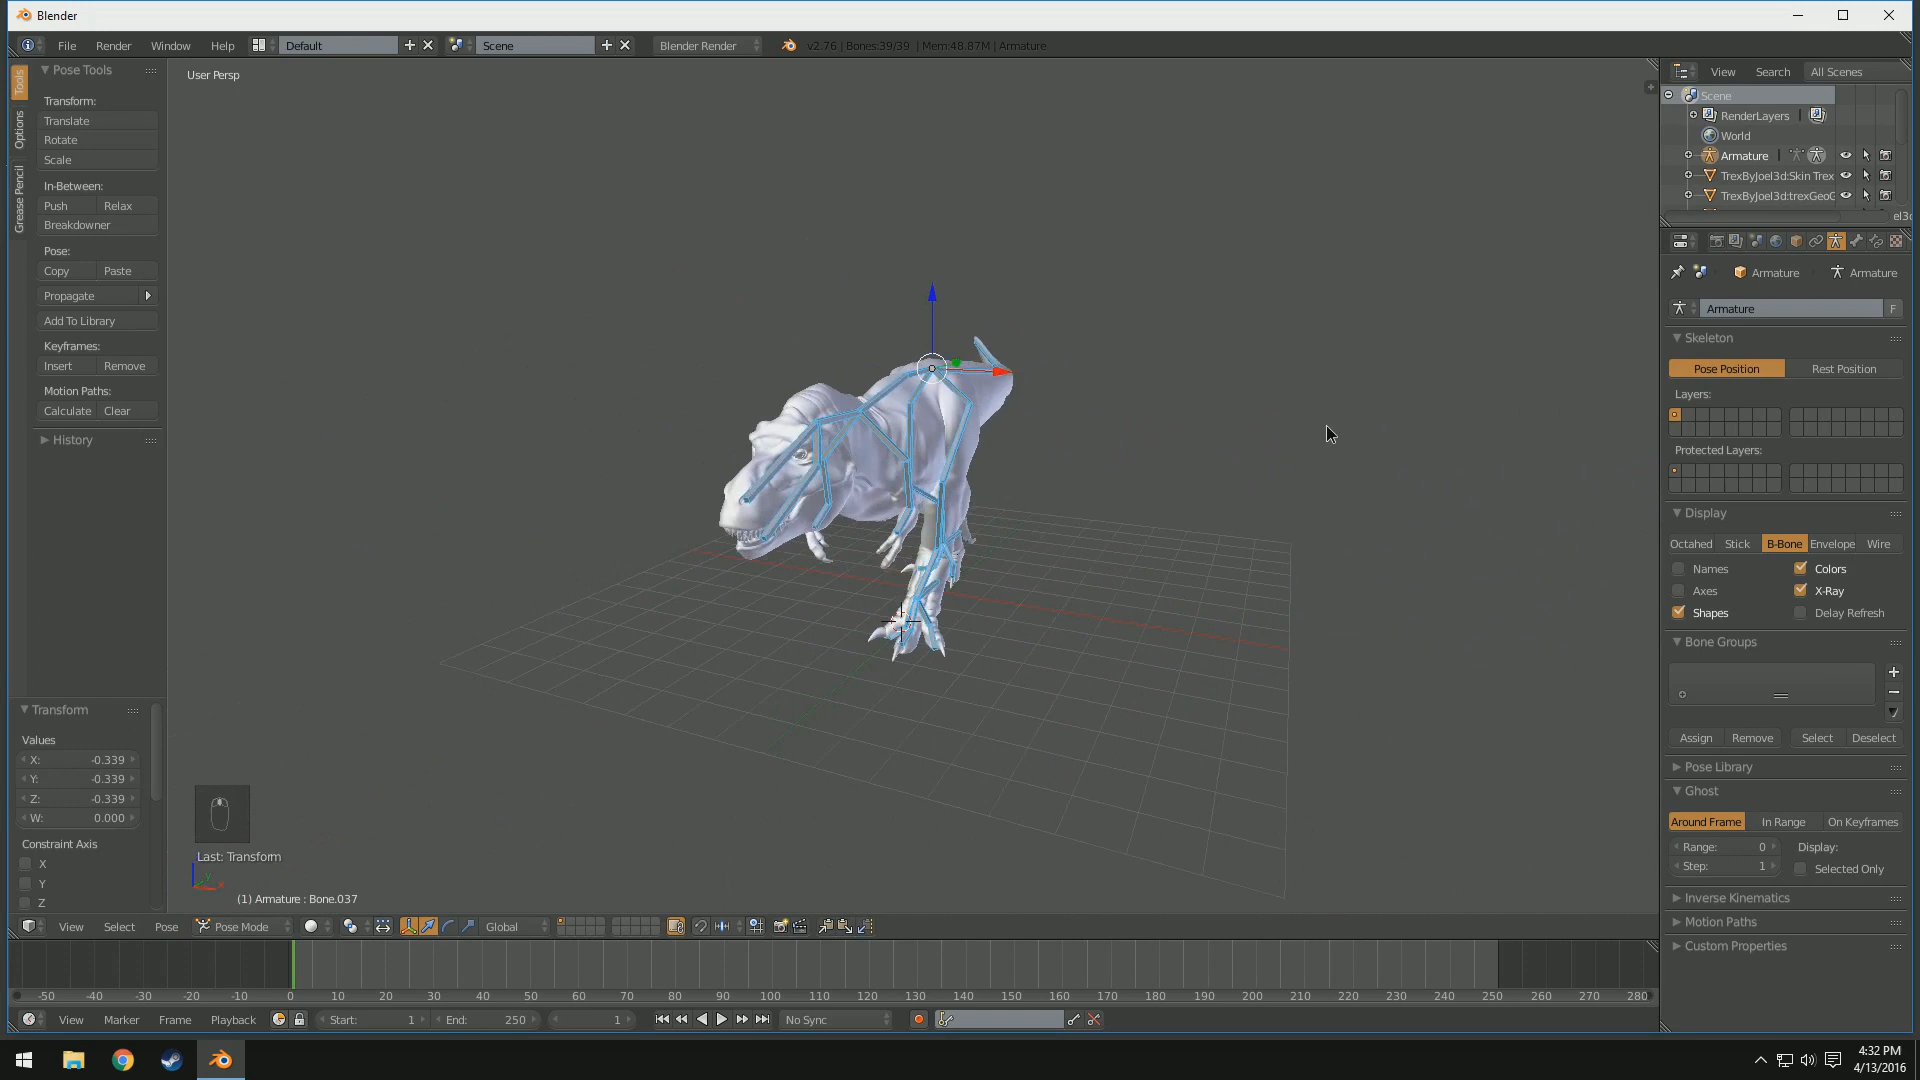 Blender
File Render Window Help Default Scene Blender Render v2.76 | Bones:39/39 | Mem:48.87M | Armature
Tools
Options
Grease Pencil
Pose Tools
Transform:
Translate
Rotate
Scale
In-Between:
Push Relax
Breakdowner
Pose:
Copy Paste
Propagate
Add To Library
Keyframes:
Insert Remove
Motion Paths:
Calculate Clear
History
Transform
Values
X: -0.339
Y: -0.339
Z: -0.339
W: 0.000
Constraint Axis
X
Y
Z
User Persp
Last: Transform
(1) Armature : Bone.037
View Select Pose Pose Mode Global
View Search All Scenes
Scene
RenderLayers |
World
Armature |
TrexByJoel3d:Skin Trex
TrexByJoel3d:trexGeoG
el3d
Armature Armature
Armature F
Skeleton
Pose Position Rest Position
Layers:
Protected Layers:
Display
Octahed Stick B-Bone Envelope Wire
Names Colors
Axes X-Ray
Shapes Delay Refresh
Bone Groups
Assign Remove Select Deselect
Pose Library
Ghost
Around Frame In Range On Keyframes
Range: 0 Display:
Step: 1 Selected Only
Inverse Kinematics
Motion Paths
Custom Properties
-50 -40 -30 -20 -10 0 10 20 30 40 50 60 70 80 90 100 110 120 130 140 150 160 170 180 190 200 210 220 230 240 250 260 270 280
View Marker Frame Playback Start: 1 End: 250 1 No Sync
4:32 PM
4/13/2016